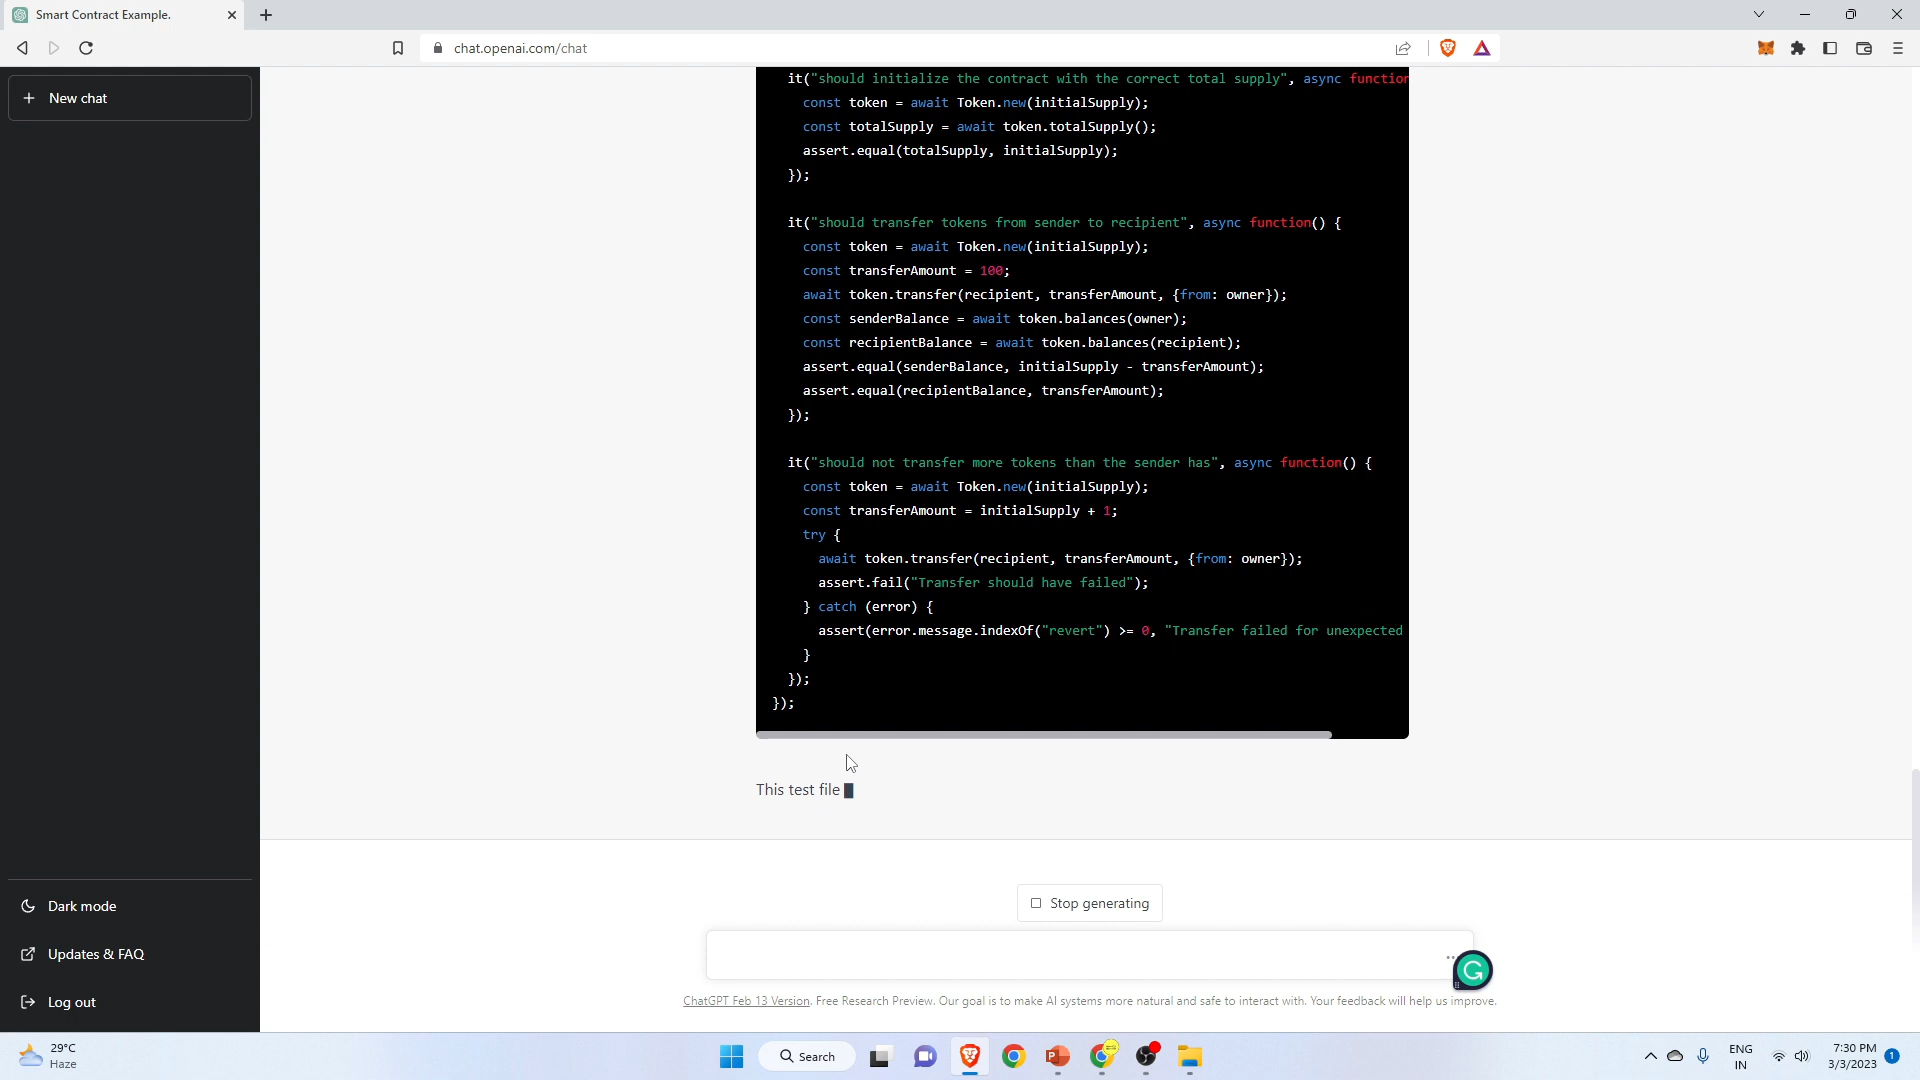 Smart Contract Example.
chat.openai.com/chat
New chat
it("should initialize the contract with the correct total supply", async function
const token = await Token.new(initialSupply);
const totalSupply = await token.totalSupply();
assert.equal(totalSupply, initialSupply);
});
it("should transfer tokens from sender to recipient", async function() {
const token = await Token.new(initialSupply);
const transferAmount = 100;
await token.transfer(recipient, transferAmount, {from: owner});
const senderBalance = await token.balances(owner);
const recipientBalance = await token.balances(recipient);
assert.equal(senderBalance, initialSupply - transferAmount);
assert.equal(recipientBalance, transferAmount);
});
it("should not transfer more tokens than the sender has", async function() {
const token = await Token.new(initialSupply);
const transferAmount = initialSupply + 1;
try {
await token.transfer(recipient, transferAmount, {from: owner});
assert.fail("Transfer should have failed");
} catch (error) {
assert(error.message.indexOf("revert") >= 0, "Transfer failed for unexpected
}
});
});
This test file
Stop generating
Dark mode
Updates & FAQ
Log out
ChatGPT Feb 13 Version. Free Research Preview. Our goal is to make AI systems more natural and safe to interact with. Your feedback will help us improve.
29°C
Haze
Search
ENG
IN
7:30 PM
3/3/2023
1